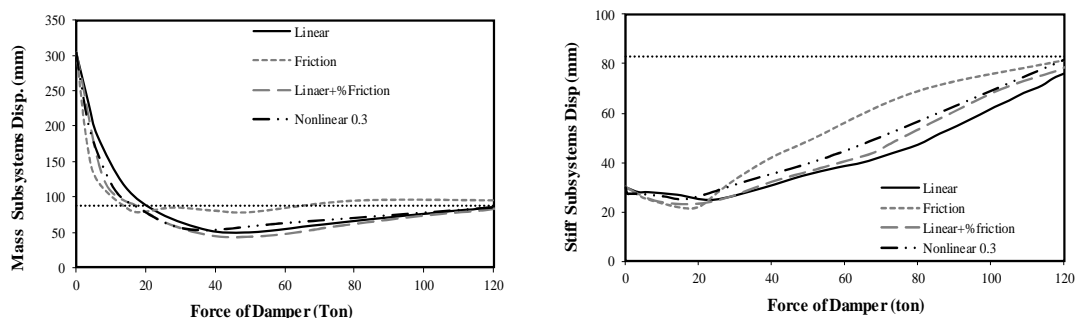 350
300
250
200
150
100
50
0
Mass Subsystems Disp. (mm)
Linear
Friction
Linaer+%Friction
Nonlinear 0.3
0 20 40 60 80 100 120
Force of Damper (Ton)
100
80
60
40
20
0
Stiff Subsystems Disp (mm)
Linear
Friction
Linear+%friction
Nonlinear 0.3
0 20 40 60 80 100 120
Force of Damper (ton)